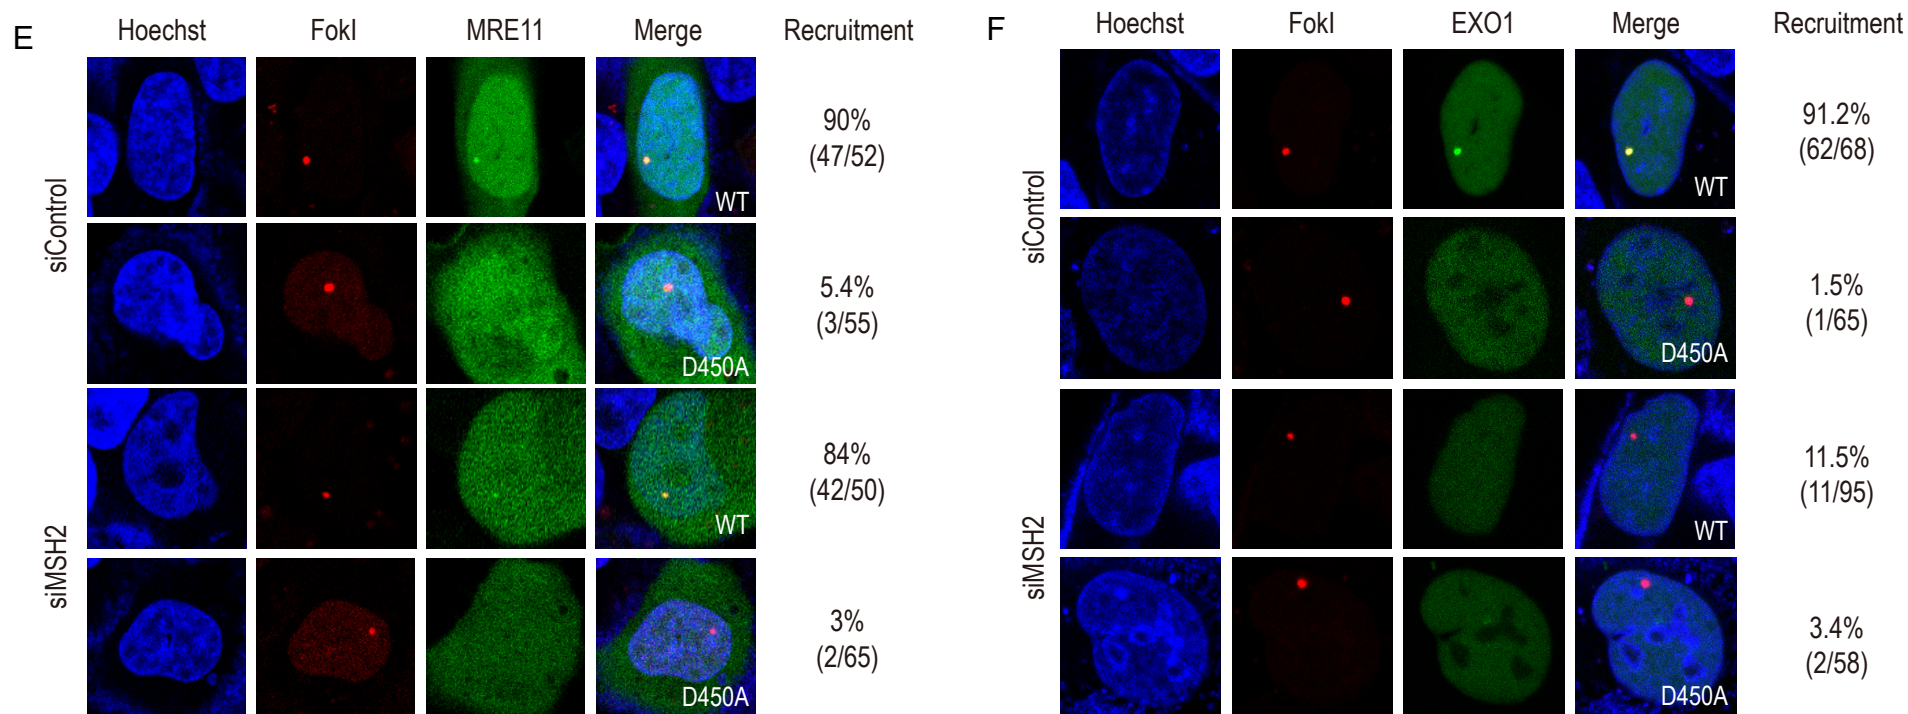 E
Hoechst
FokI
MRE11
Merge
Recruitment
siControl
WT
90%
(47/52)
D450A
5.4%
(3/55)
siMSH2
WT
84%
(42/50)
D450A
3%
(2/65)
F
Hoechst
FokI
EXO1
Merge
Recruitment
siControl
WT
91.2%
(62/68)
D450A
1.5%
(1/65)
siMSH2
WT
11.5%
(11/95)
D450A
3.4%
(2/58)